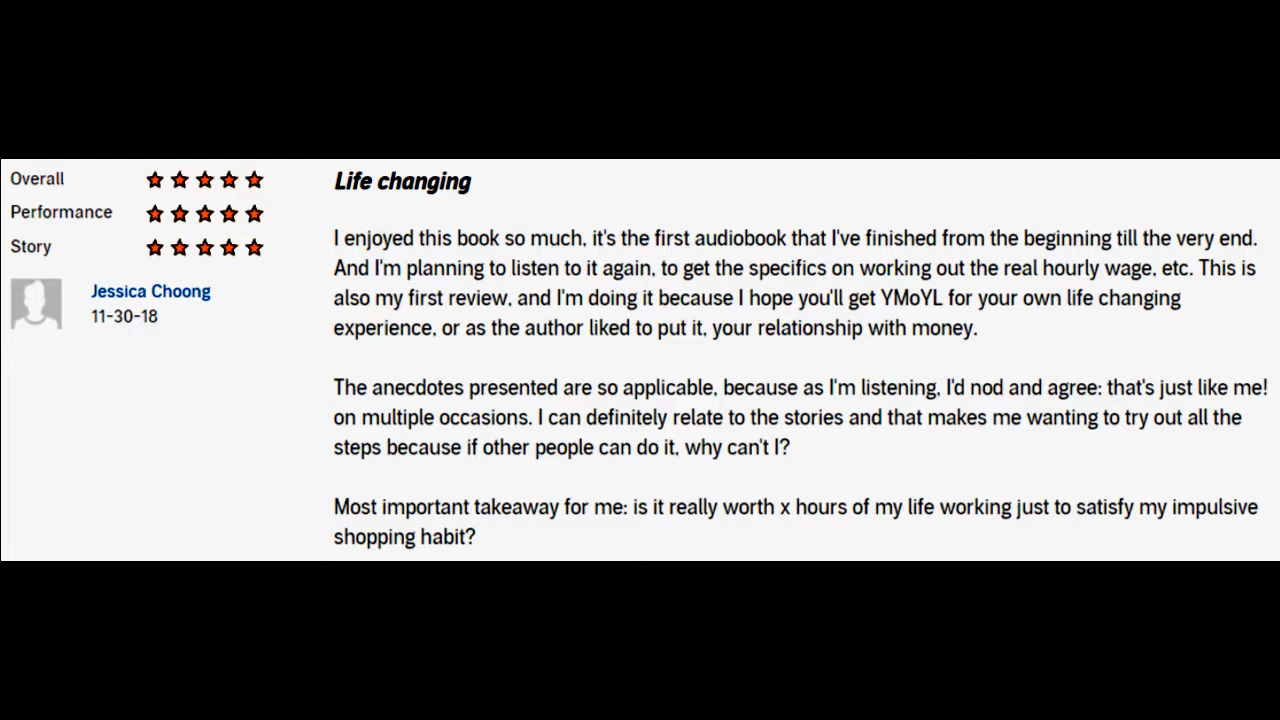 Overall
Performance
Story
Jessica Choong
11-30-18
Life changing
I enjoyed this book so much, it's the first audiobook that I've finished from the beginning till the very end.
And I'm planning to listen to it again, to get the specifics on working out the real hourly wage, etc. This is
also my first review, and I'm doing it because I hope you'll get YMoYL for your own life changing
experience, or as the author liked to put it, your relationship with money.
The anecdotes presented are so applicable, because as I'm listening, I'd nod and agree: that's just like me!
on multiple occasions. I can definitely relate to the stories and that makes me wanting to try out all the
steps because if other people can do it, why can't I?
Most important takeaway for me: is it really worth x hours of my life working just to satisfy my impulsive
shopping habit?